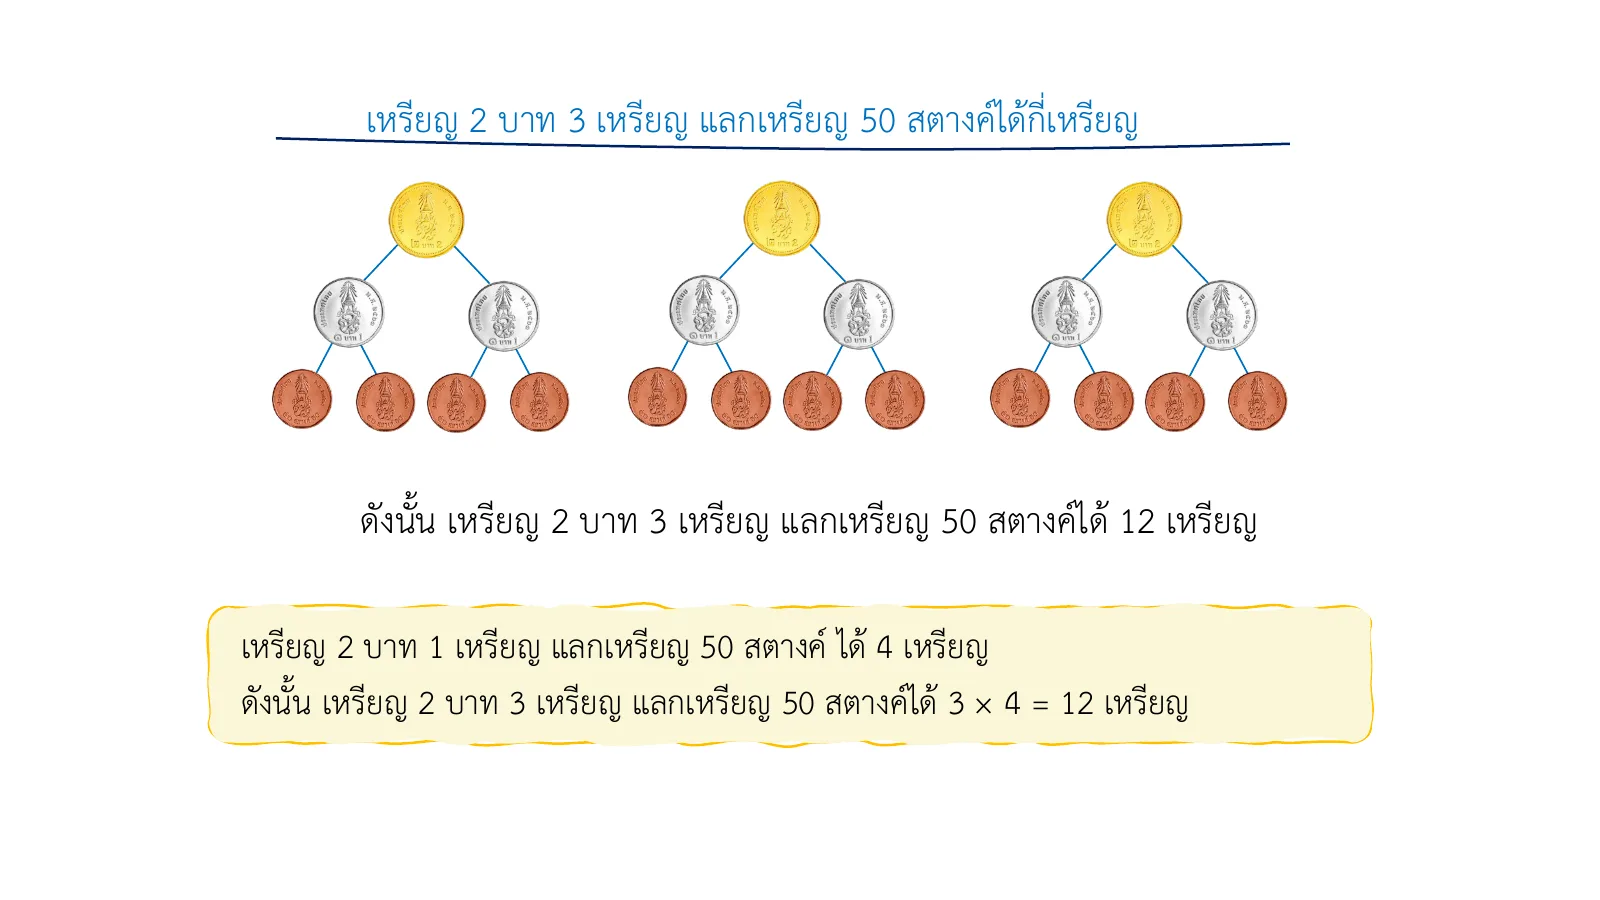 เหรียญ 2 บาท 3 เหรียญ แลกเหรียญ 50 สตางค์ได้กี่เหรียญ
ดังนั้น เหรียญ 2 บาท 3 เหรียญ แลกเหรียญ 50 สตางค์ได้ 12 เหรียญ
เหรียญ 2 บาท 1 เหรียญ แลกเหรียญ 50 สตางค์ ได้ 4 เหรียญ
ดังนั้น เหรียญ 2 บาท 3 เหรียญ แลกเหรียญ 50 สตางค์ได้ 3 × 4 = 12 เหรียญ